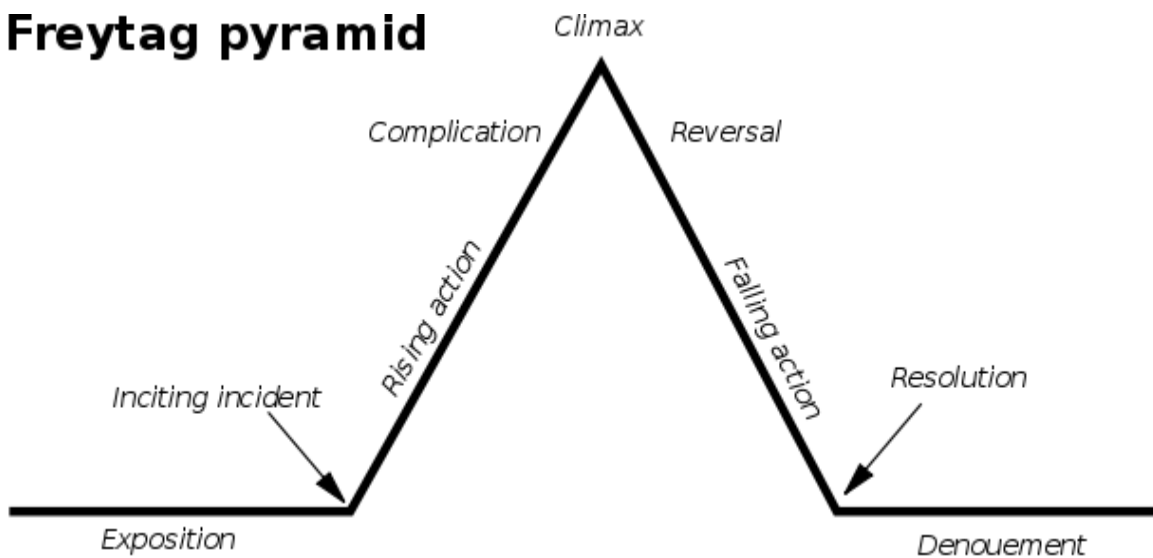 Freytag pyramid
Climax
Complication
Reversal
Rising action
Falling action
Inciting incident
Resolution
Exposition
Denouement